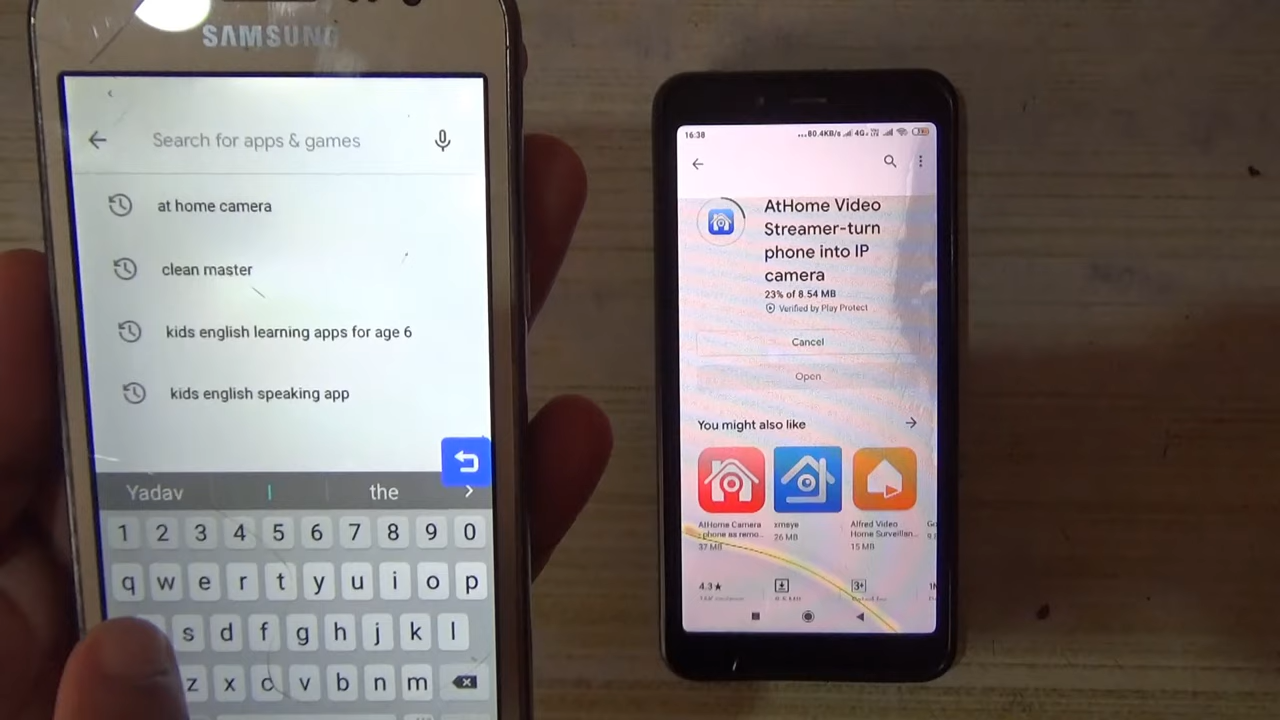 SAMSUNG
Search for apps & games
at home camera
clean master
kids english learning apps for age 6
kids english speaking app
Yadav I the
1 2 3 4 5 6 7 8 9 0
q w e r t y u i o p
s d f g h j k l
z x c v b n m
16:38 ...80.4KB/s 4G
AtHome Video
Streamer-turn
phone into IP
camera
23% of 8.54 MB
Verified by Play Protect
Cancel
Open
You might also like
AtHome Camera
- phone as remo...
37 MB
xmeye
26 MB
Alfred Video
Home Surveillan...
15 MB
4.3★
3+